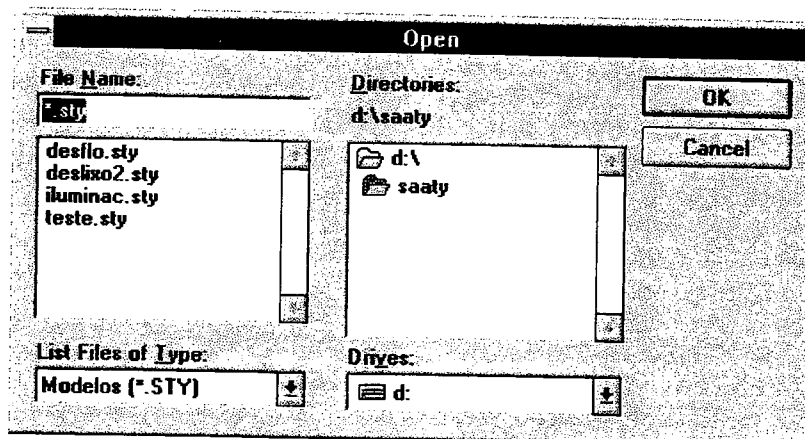 Open
File Name:
*.sty
desflo.sty
deslixo2.sty
iluminac.sty
teste.sty
List Files of Type:
Modelos (*.STY)
Directories:
d:\saaty
d:\
saaty
Drives:
d:
OK
Cancel